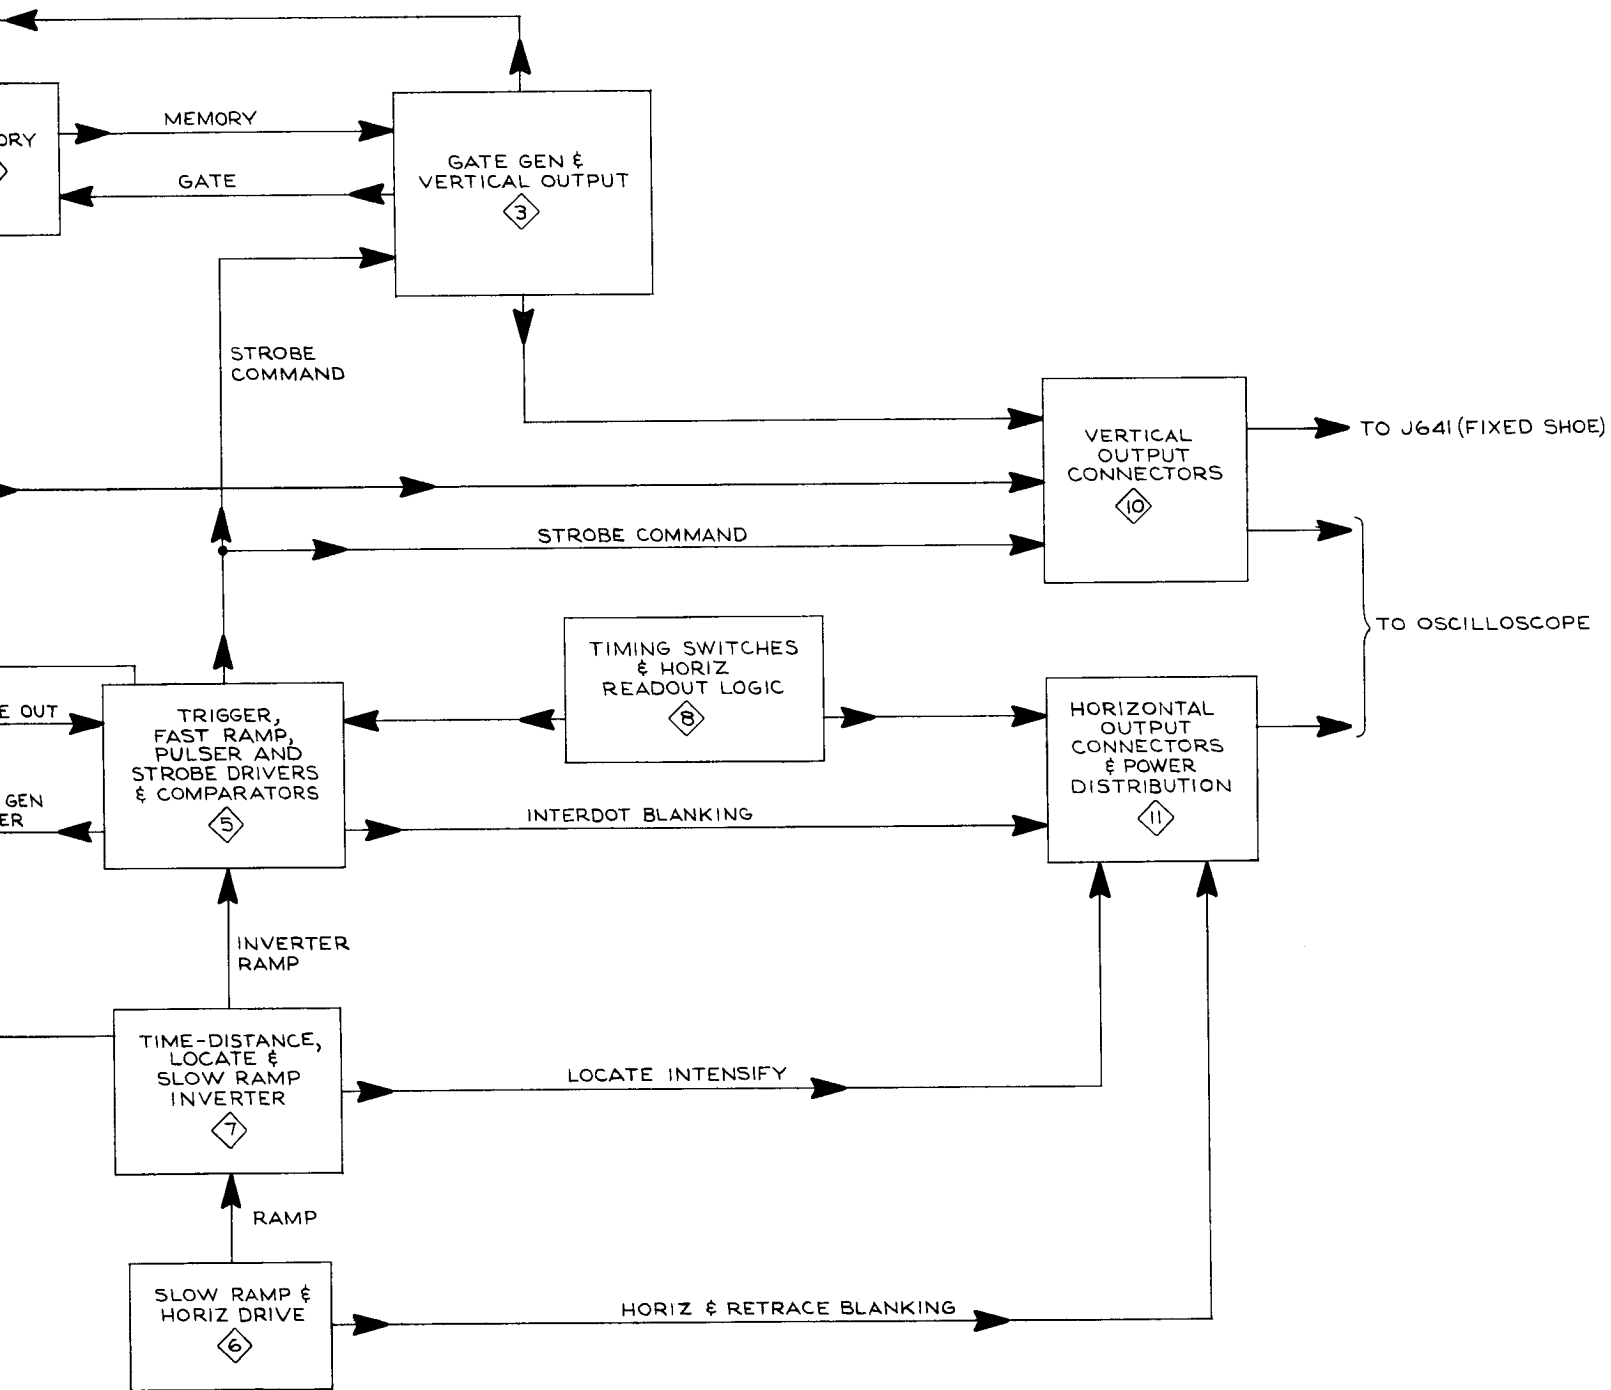 MEMORY
ORY
GATE
GATE GEN &
VERTICAL OUTPUT
3
STROBE
COMMAND
VERTICAL
OUTPUT
CONNECTORS
10
TO J641 (FIXED SHOE)
STROBE COMMAND
TO OSCILLOSCOPE
TIMING SWITCHES
& HORIZ
READOUT LOGIC
8
E OUT
GEN
ER
TRIGGER,
FAST RAMP,
PULSER AND
STROBE DRIVERS
& COMPARATORS
5
HORIZONTAL
OUTPUT
CONNECTORS
& POWER
DISTRIBUTION
11
INTERDOT BLANKING
INVERTER
RAMP
TIME-DISTANCE,
LOCATE &
SLOW RAMP
INVERTER
7
LOCATE INTENSIFY
RAMP
SLOW RAMP &
HORIZ DRIVE
6
HORIZ & RETRACE BLANKING